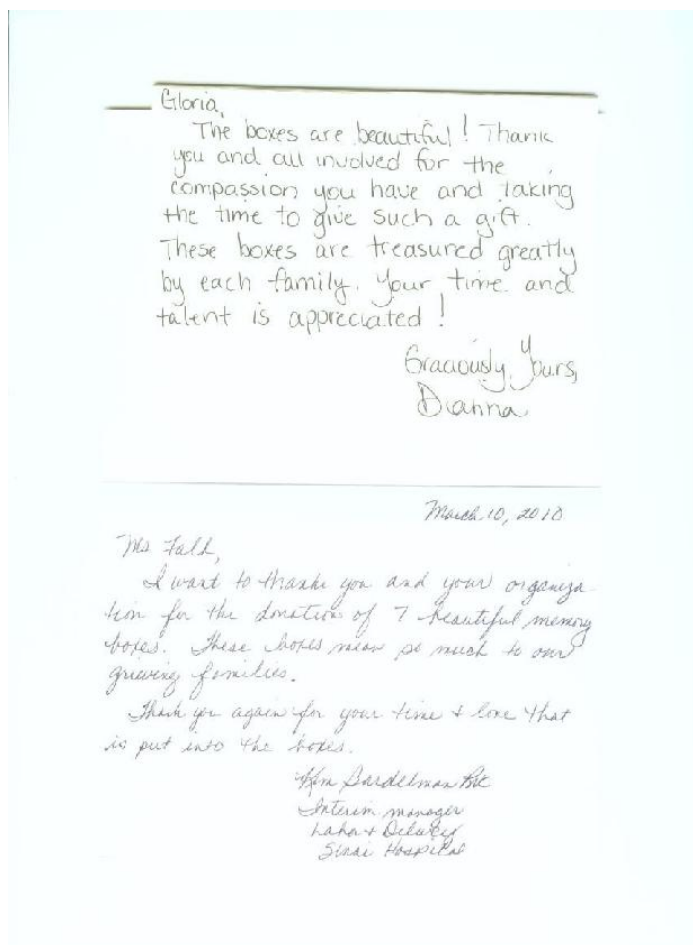 Gloria,
The boxes are beautiful! Thank
you and all involved for the
compassion you have and taking
the time to give such a gift.
These boxes are treasured greatly
by each family. Your time and
talent is appreciated!
Graciously Yours,
Dianna
March 10, 2010
Ms.
I want to thank you and your organiza
tion for the donation of 7 beautiful memory
boxes. These boxes mean so much to our
grieving families.
Thank you again for your time & love that
is put into the boxes.
Kim
Interim manager
Labor & Delivery
Sinai Hospital